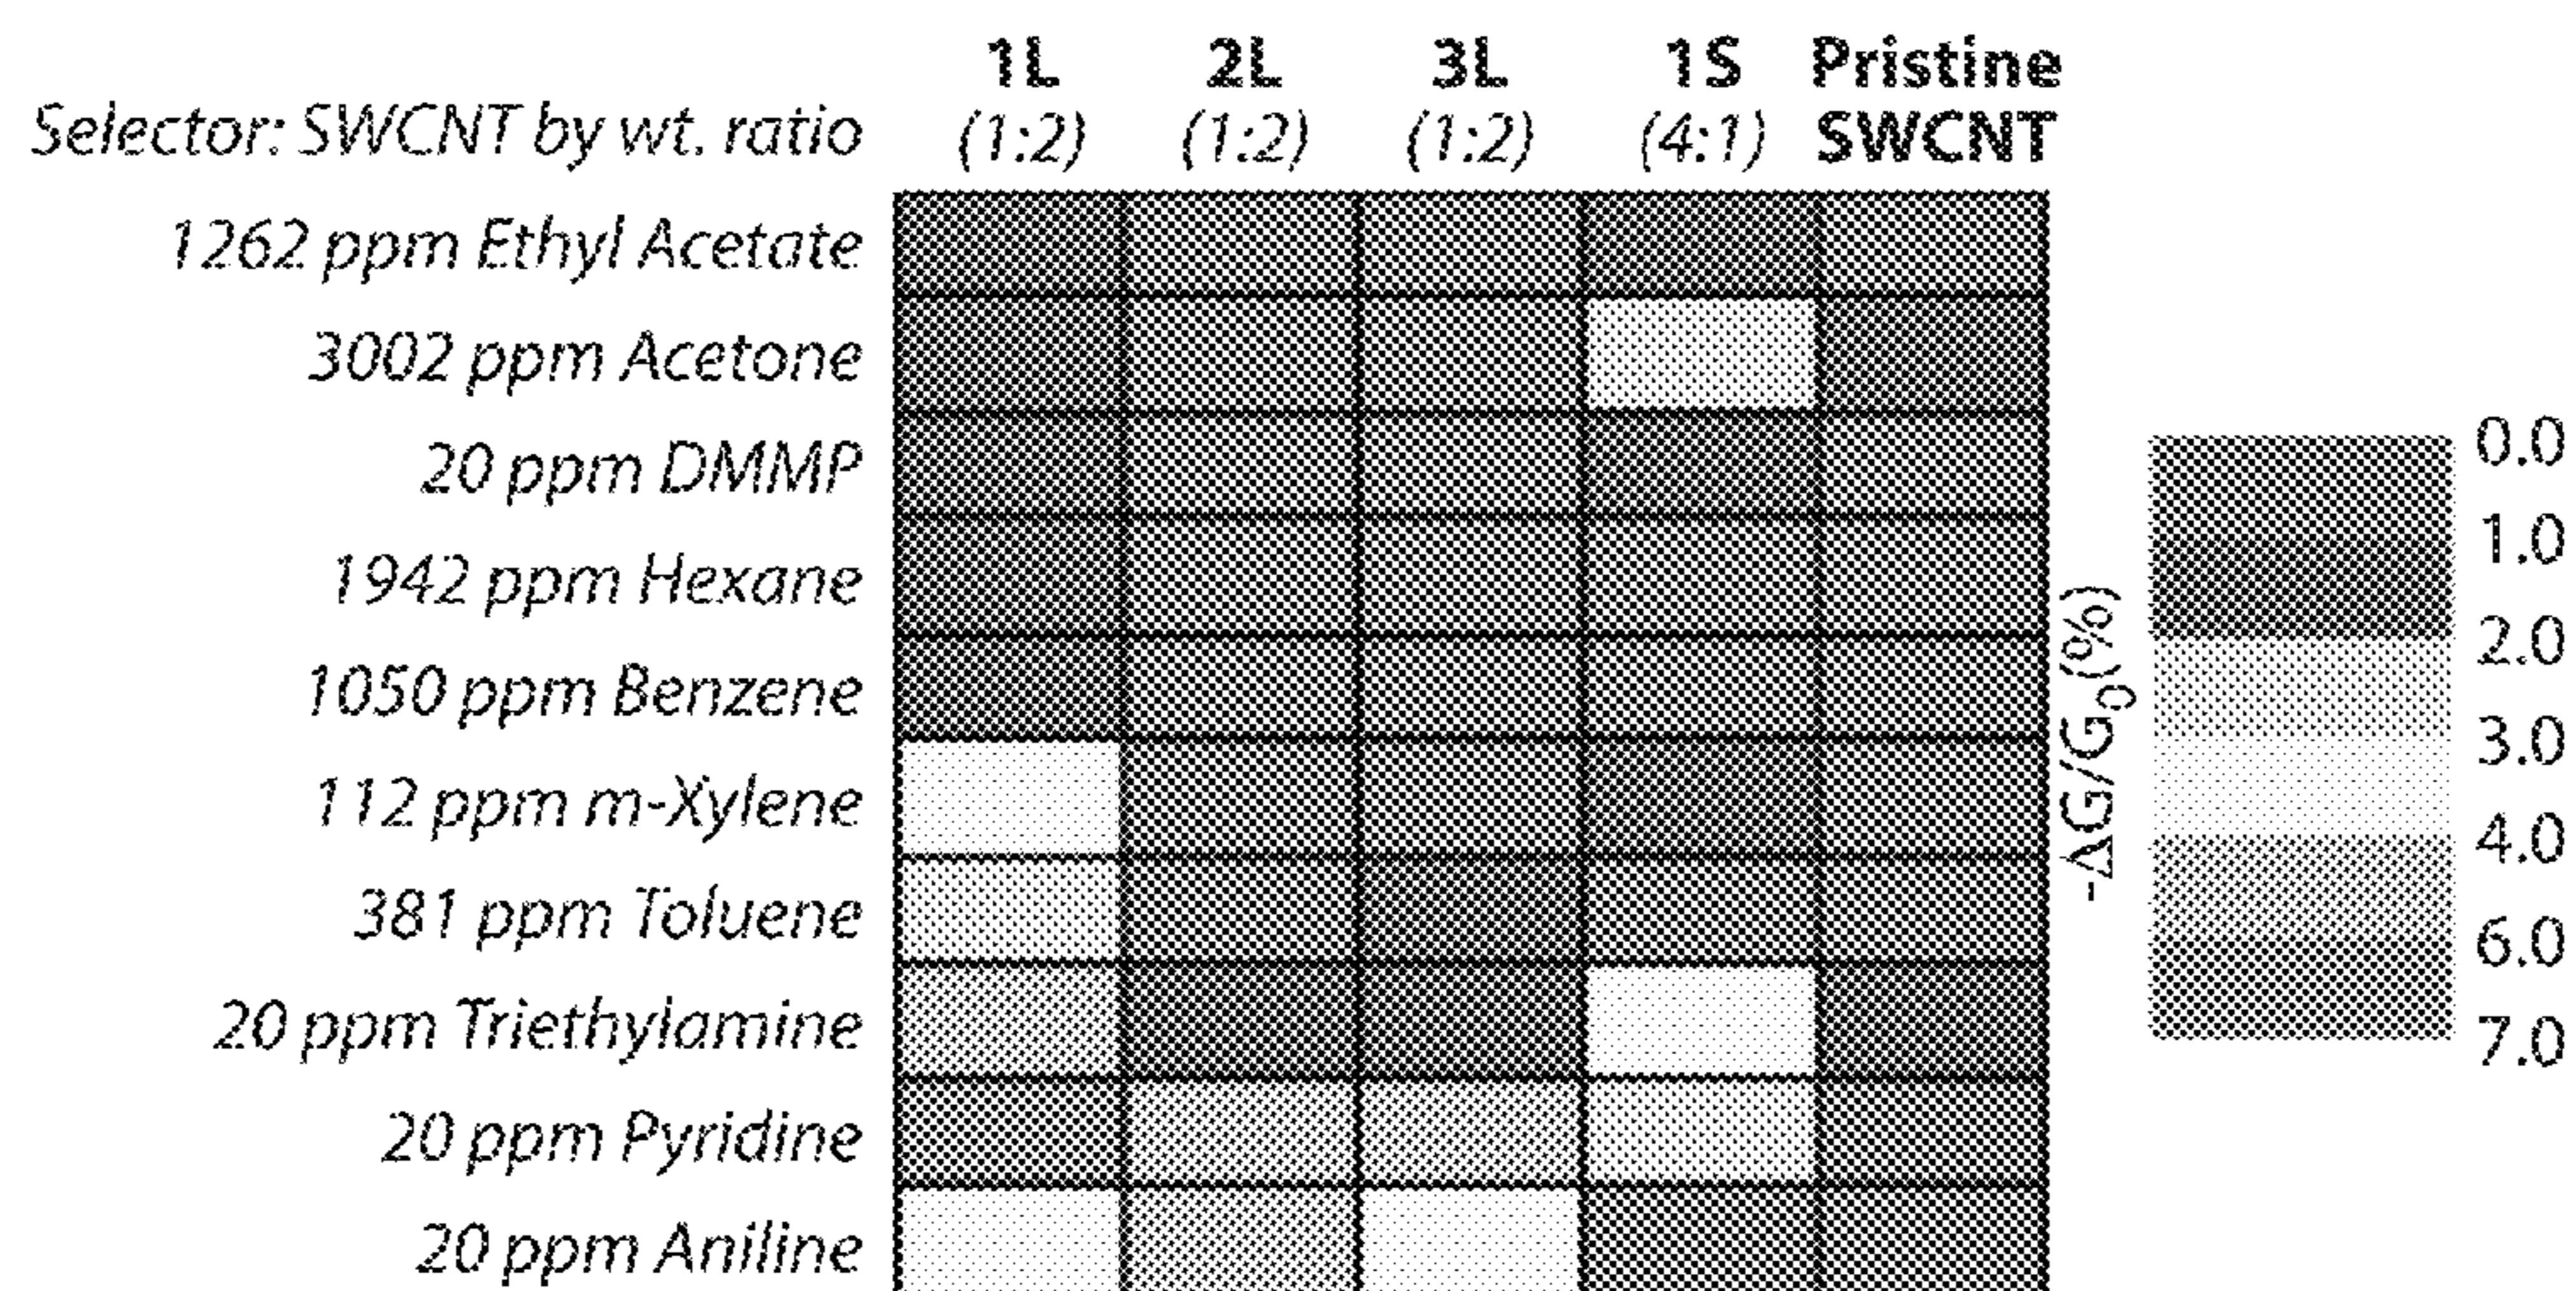 1L 2L 3L 1S Pristine
Selector: SWCNT by wt. ratio (1:2) (1:2) (1:2) (4:1) SWCNT
1262 ppm Ethyl Acetate
3002 ppm Acetone
20 ppm DMMP
1942 ppm Hexane
1050 ppm Benzene
112 ppm m-Xylene
381 ppm Toluene
20 ppm Triethylamine
20 ppm Pyridine
20 ppm Aniline
-ΔG/G₀(%)
0.0
1.0
2.0
3.0
4.0
6.0
7.0